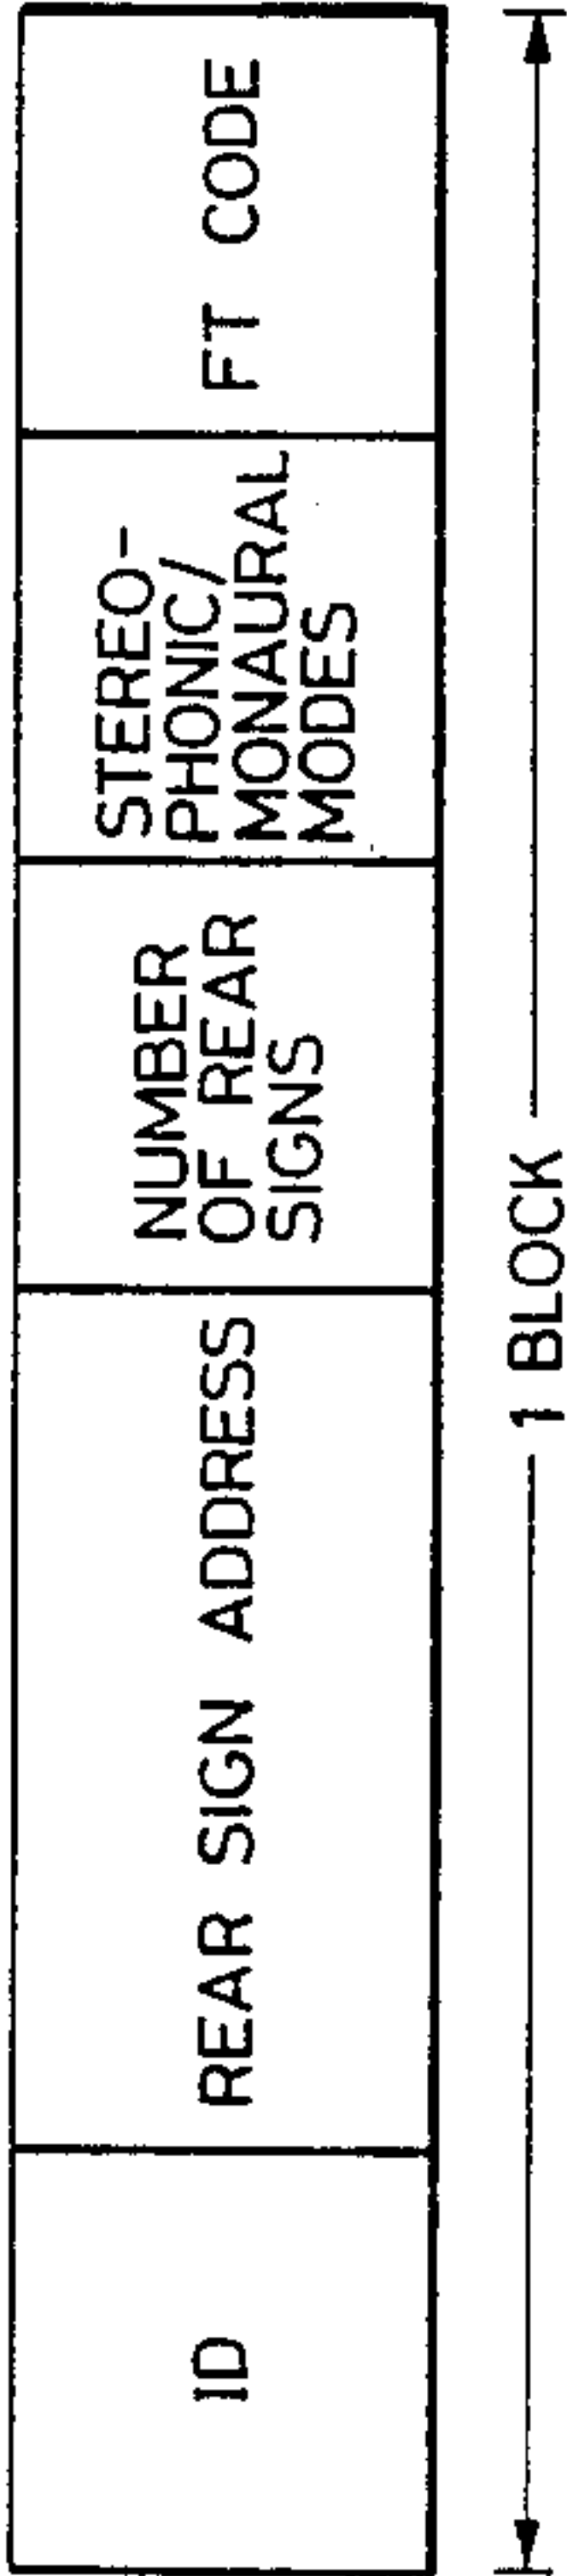 ID
REAR SIGN ADDRESS
NUMBER
OF REAR
SIGNS
STEREO-
PHONIC/
MONAURAL
MODES
FT CODE
1 BLOCK